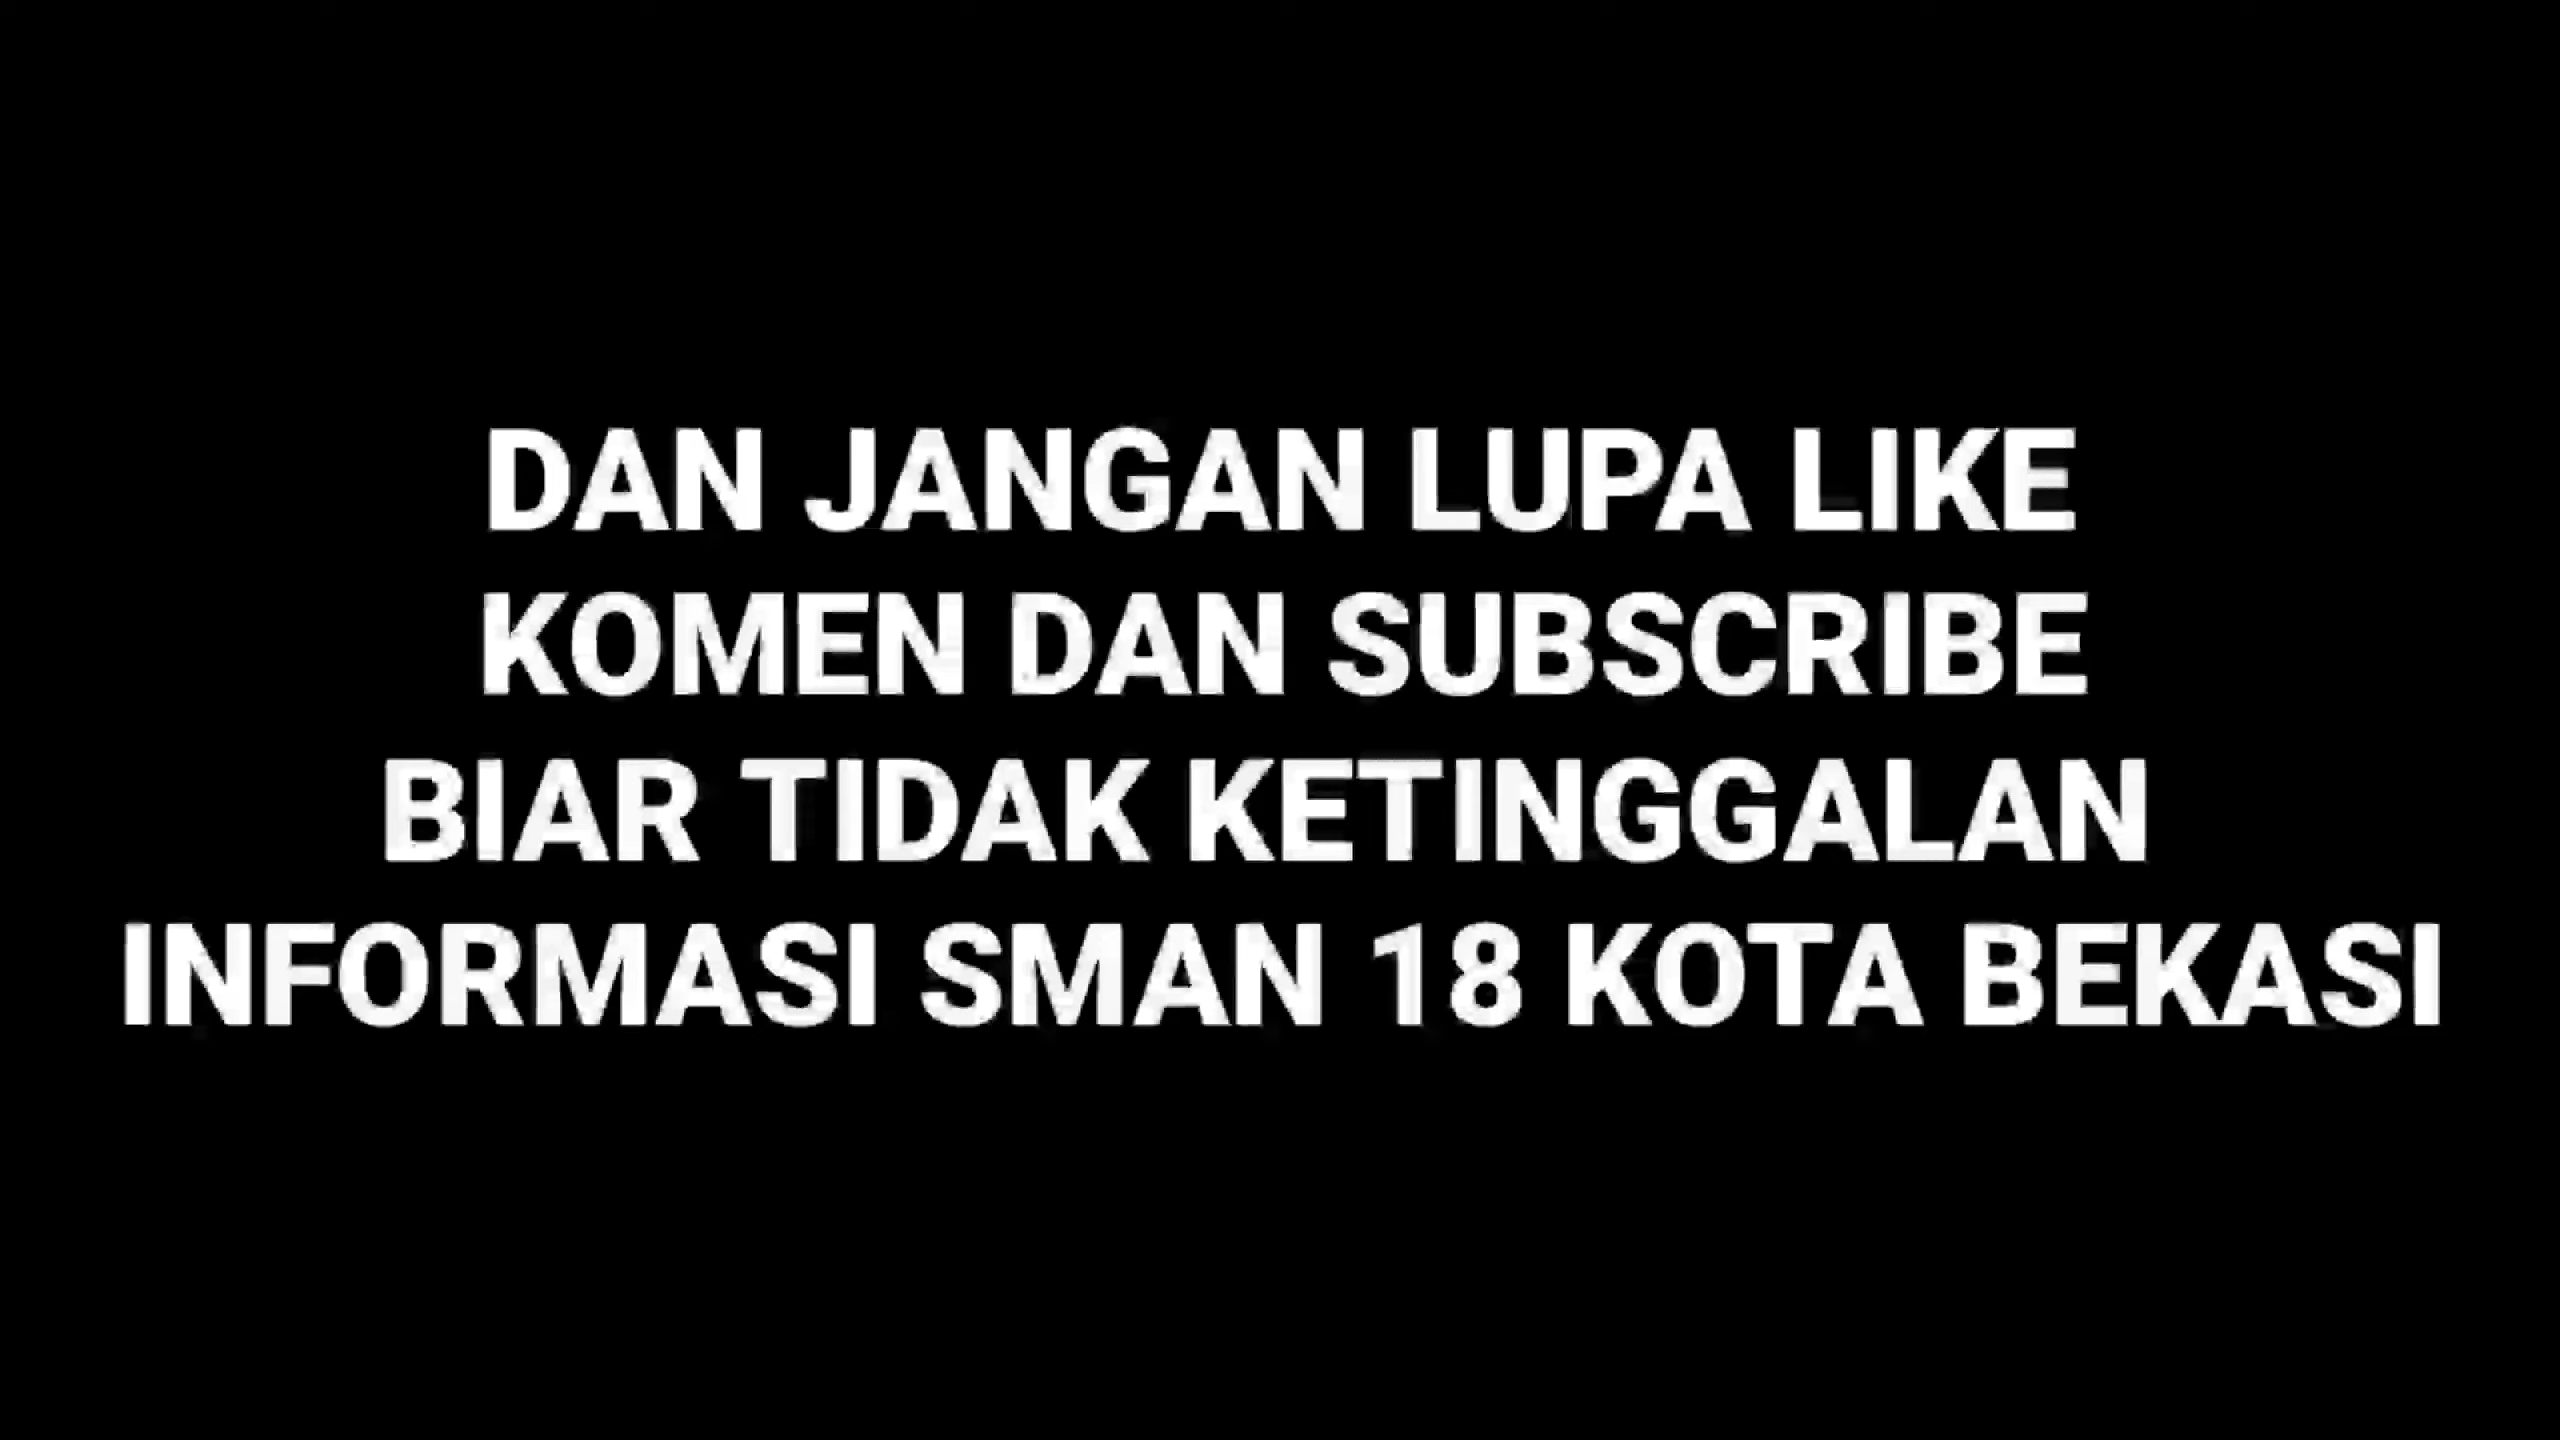 DAN JANGAN LUPA LIKE
KOMEN DAN SUBSCRIBE
BIAR TIDAK KETINGGALAN
INFORMASI SMAN 18 KOTA BEKASI